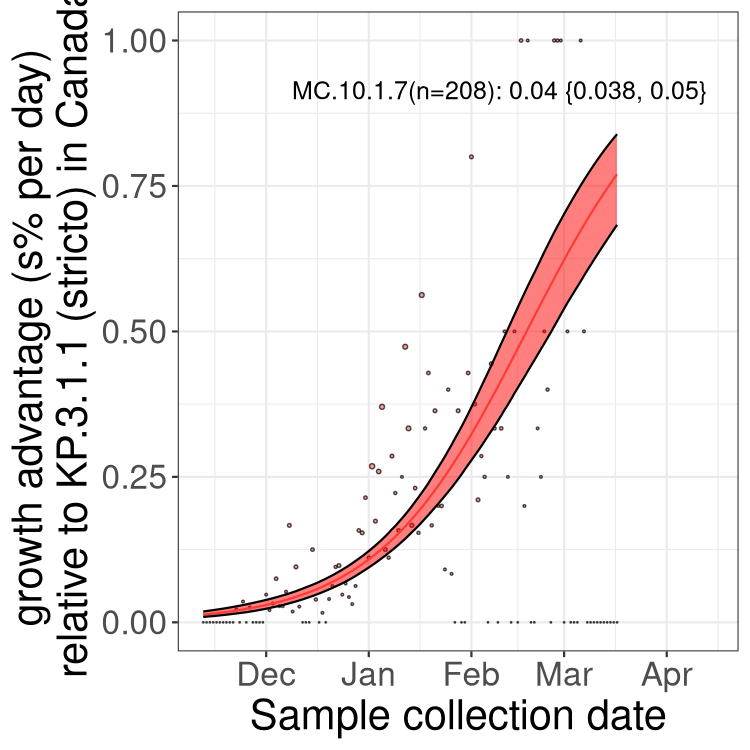 growth advantage (s% per day)
relative to KP.3.1.1 (stricto) in Canada
1.00
0.75
0.50
0.25
0.00
MC.10.1.7(n=208): 0.04 {0.038, 0.05}
Dec Jan Feb Mar Apr
Sample collection date